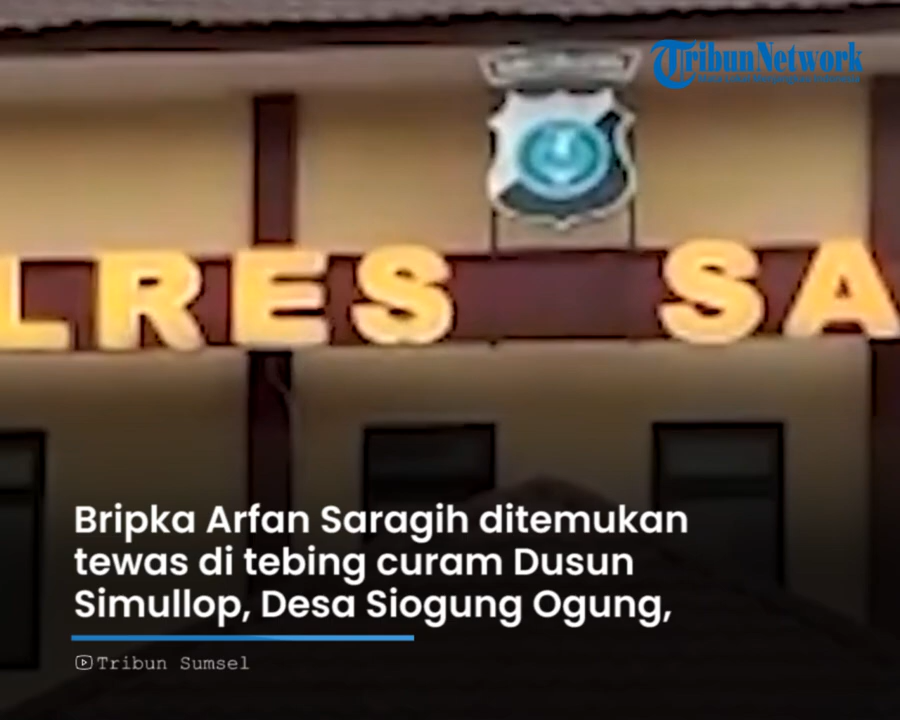 TribunNetwork
LRES SA
Bripka Arfan Saragih ditemukan
tewas di tebing curam Dusun
Simullop, Desa Siogung Ogung,
Tribun Sumsel